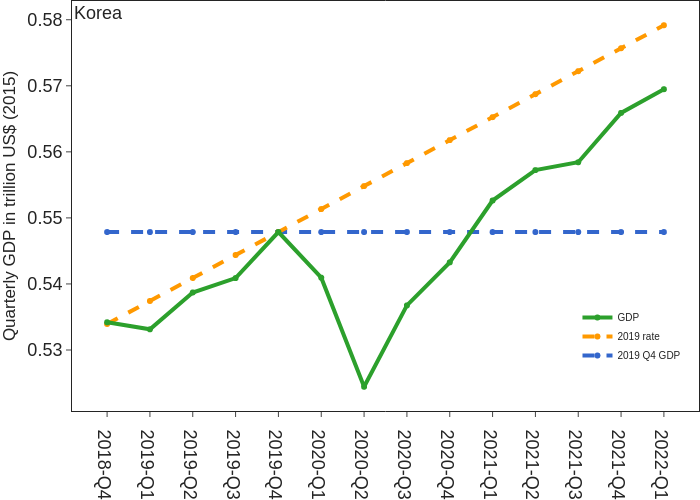 Korea
Quarterly GDP in trillion US$ (2015)
0.58
0.57
0.56
0.55
0.54
0.53
GDP
2019 rate
2019 Q4 GDP
2018-Q4
2019-Q1
2019-Q2
2019-Q3
2019-Q4
2020-Q1
2020-Q2
2020-Q3
2020-Q4
2021-Q1
2021-Q2
2021-Q3
2021-Q4
2022-Q1